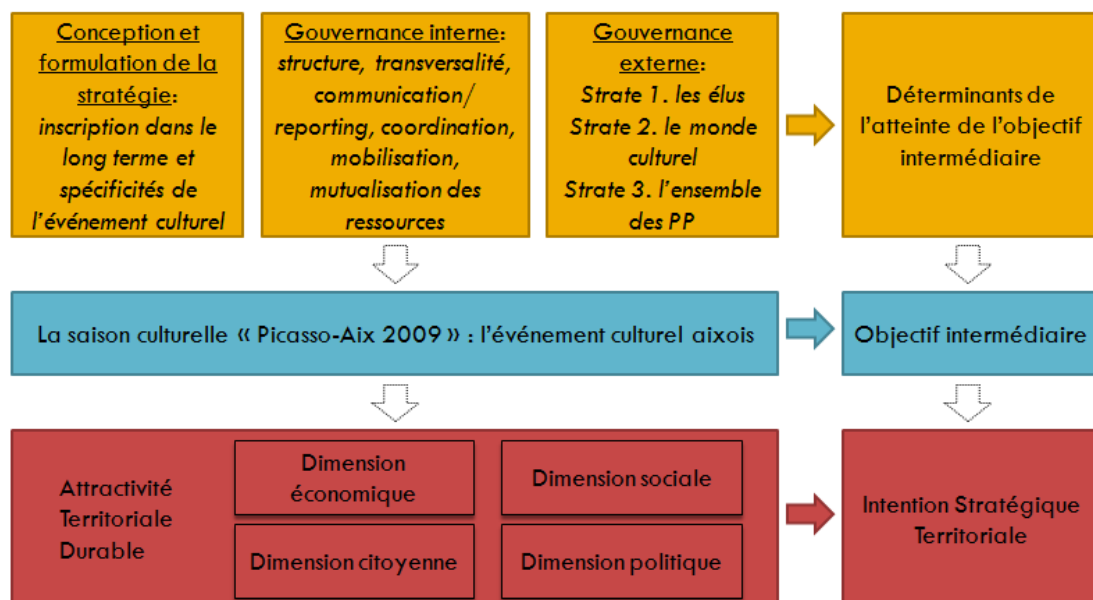 Conception et
formulation de la
stratégie:
inscription dans le
long terme et
spécificités de
l'événement culturel
Gouvernance interne:
structure, transversalité,
communication/
reporting, coordination,
mobilisation,
mutualisation des
ressources
Gouvernance
externe:
Strate 1. les élus
Strate 2. le monde
culturel
Strate 3. l'ensemble
des PP
Déterminants de
l'atteinte de l'objectif
intermédiaire
La saison culturelle « Picasso-Aix 2009 » : l'événement culturel aixois
Objectif intermédiaire
Attractivité
Territoriale
Durable
Dimension
économique
Dimension sociale
Dimension citoyenne
Dimension politique
Intention Stratégique
Territoriale